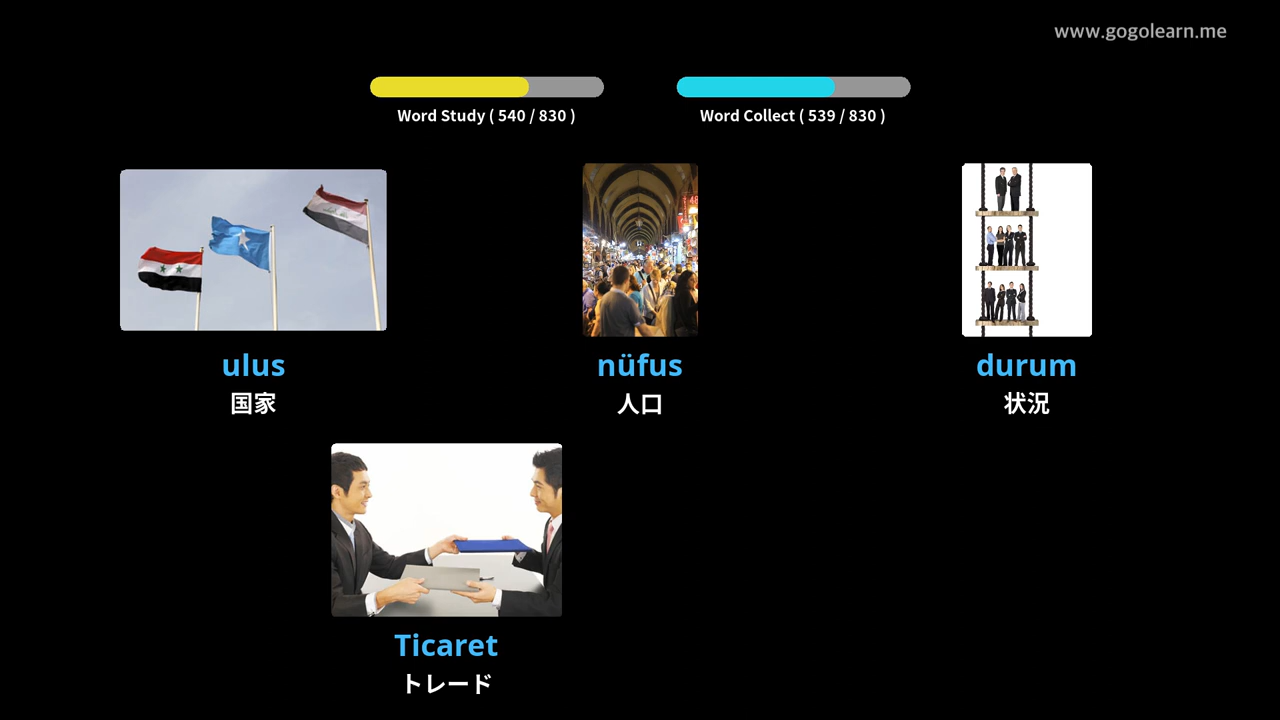 www.gogolearn.me
Word Study ( 540 / 830 )
Word Collect ( 539 / 830 )
ulus
国家
nüfus
人口
durum
状況
Ticaret
トレード